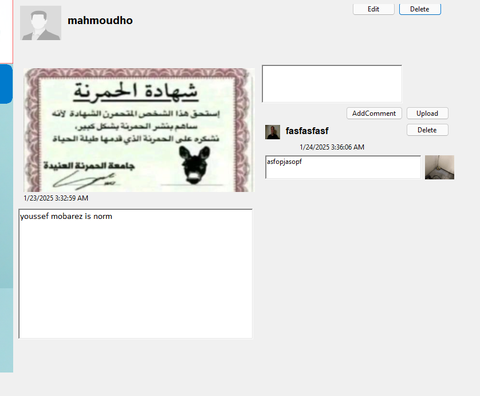 mahmoudho
Edit
Delete
شهادة الحمرنة
إستحق هذا الشخص المتحمرن الشهادة لانه
ساهم بنشر الحمرنة بشكل كبير،
نشكره على الحمرنة الذي قدمها طيلة الحياة
جامعة الحمرنة العنيدة
1/23/2025 3:32:59 AM
youssef mobarez is norm
AddComment
Upload
fasfasfasf
Delete
1/24/2025 3:36:06 AM
asfopjasopf